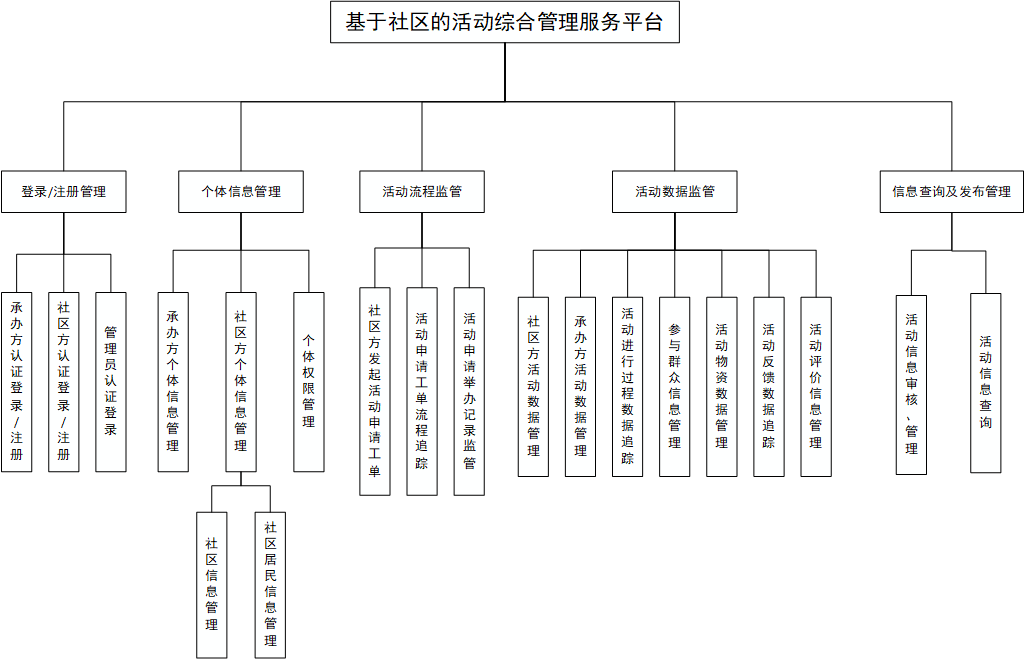 基于社区的活动综合管理服务平台
登录/注册管理
个体信息管理
活动流程监管
活动数据监管
信息查询及发布管理
承办方认证登录/注册
社区方认证登录/注册
管理员认证登录
承办方个体信息管理
社区方个体信息管理
个体权限管理
社区方发起活动申请工单
活动申请工单流程追踪
活动申请举办记录监管
社区方活动数据管理
承办方活动数据管理
活动进行过程数据追踪
参与群众信息管理
活动物资数据管理
活动反馈数据追踪
活动评价信息管理
活动信息审核、管理
活动信息查询
社区信息管理
社区居民信息管理